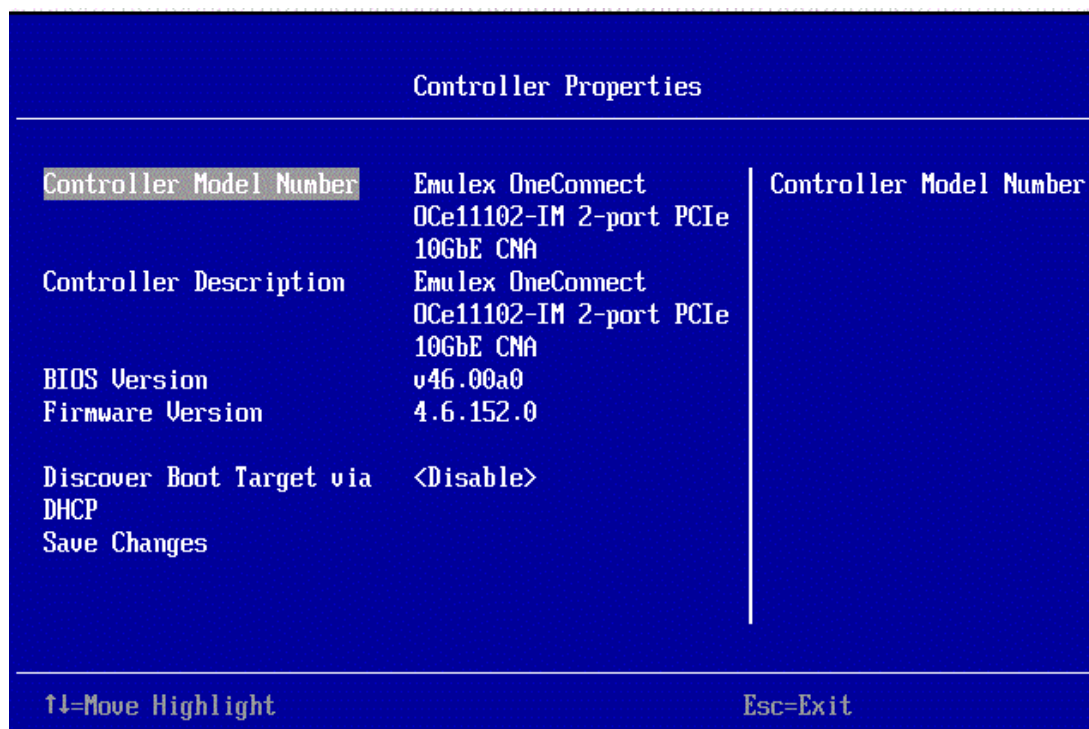 Controller Properties
Controller Model Number
Emulex OneConnect
OCe11102-IM 2-port PCIe
10GbE CNA
Controller Model Number
Controller Description
Emulex OneConnect
OCe11102-IM 2-port PCIe
10GbE CNA
BIOS Version
v46.00a0
Firmware Version
4.6.152.0
Discover Boot Target via
DHCP
<Disable>
Save Changes
↑↓=Move Highlight
Esc=Exit